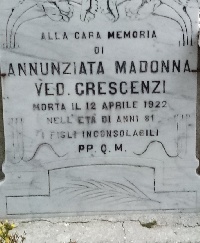 ALLA CARA MEMORIA
DI
ANNUNZIATA MADONNA
VED. CRESCENZI
MORTA IL 12 APRILE 1922
NELL'ETÀ DI ANNI 81
I FIGLI INCONSOLABILI
PP. Q. M.